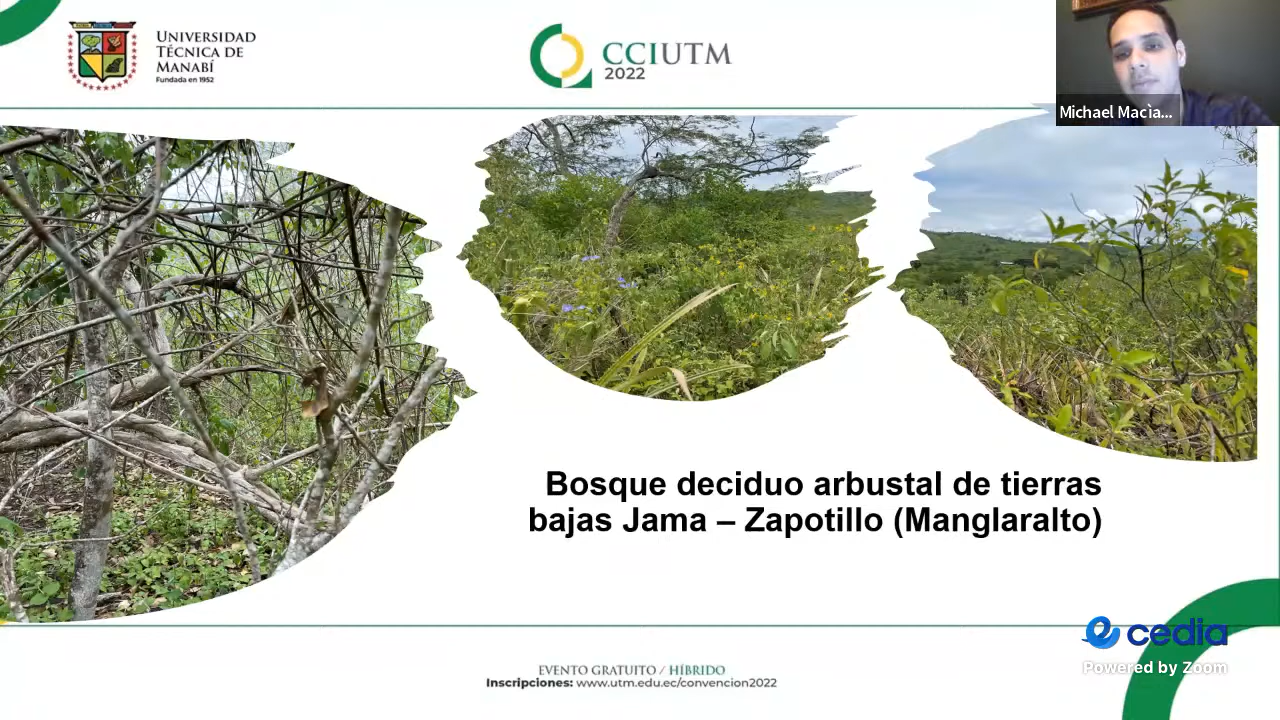 UNIVERSIDAD
TÉCNICA DE
MANABÍ
Fundada en 1952
CCIUTM
2022
Michael Macìa...
Bosque deciduo arbustal de tierras
bajas Jama – Zapotillo (Manglaralto)
cedia
Powered by Zoom
EVENTO GRATUITO / HÍBRIDO
Inscripciones: www.utm.edu.ec/convencion2022